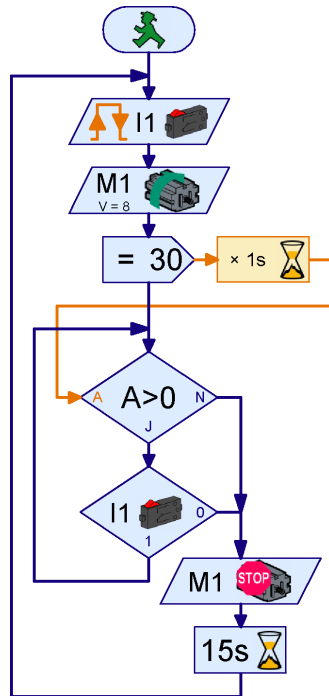 I1
M1
V = 8
= 30
× 1s
A>0
A
N
J
I1
0
1
M1
STOP
15s